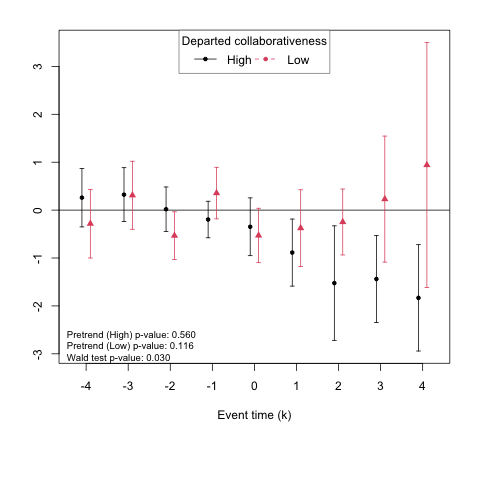 Departed collaborativeness
High Low
3
2
1
0
-1
-2
-3
Pretrend (High) p-value: 0.560
Pretrend (Low) p-value: 0.116
Wald test p-value: 0.030
-4 -3 -2 -1 0 1 2 3 4
Event time (k)